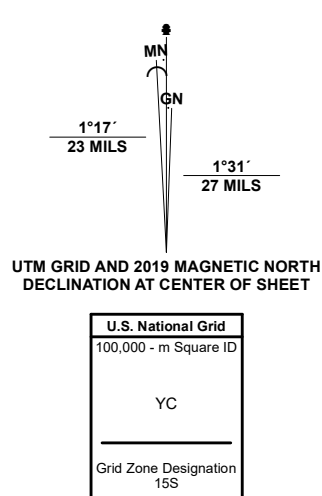 MN
GN
1°17´
23 MILS
1°31´
27 MILS
UTM GRID AND 2019 MAGNETIC NORTH
DECLINATION AT CENTER OF SHEET
U.S. National Grid
100,000 - m Square ID
YC
Grid Zone Designation
15S